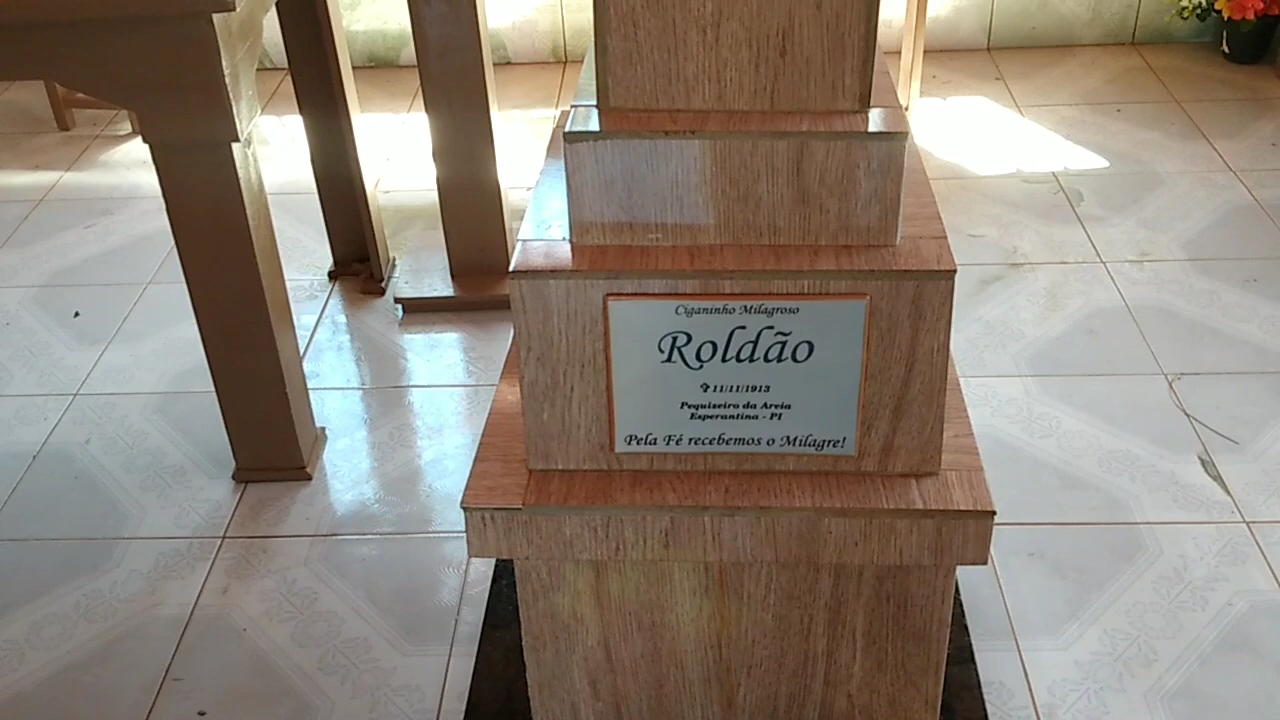 Ciganinho Milagroso
Roldão
✞ 11/11/1913
Pequizeiro da Areia
Esperantina - PI
Pela Fé recebemos o Milagre!